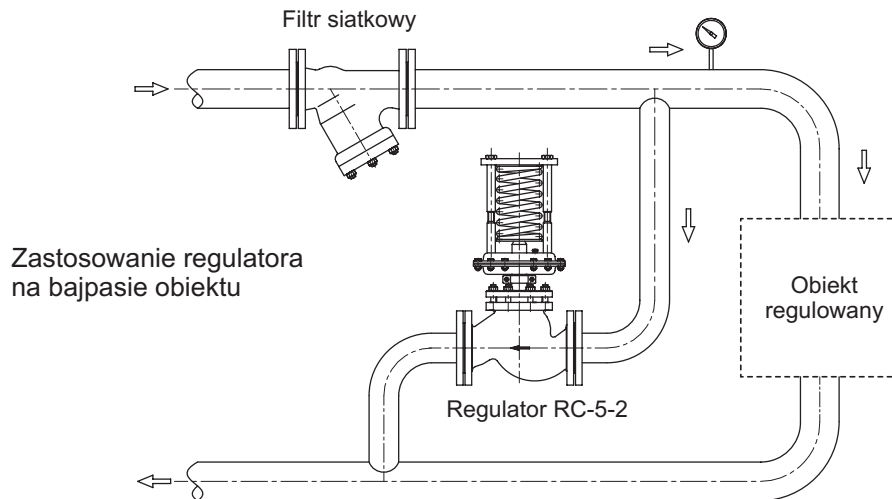 Filtr siatkowy
Zastosowanie regulatora
na bajpasie obiektu
Obiekt
regulowany
Regulator RC-5-2